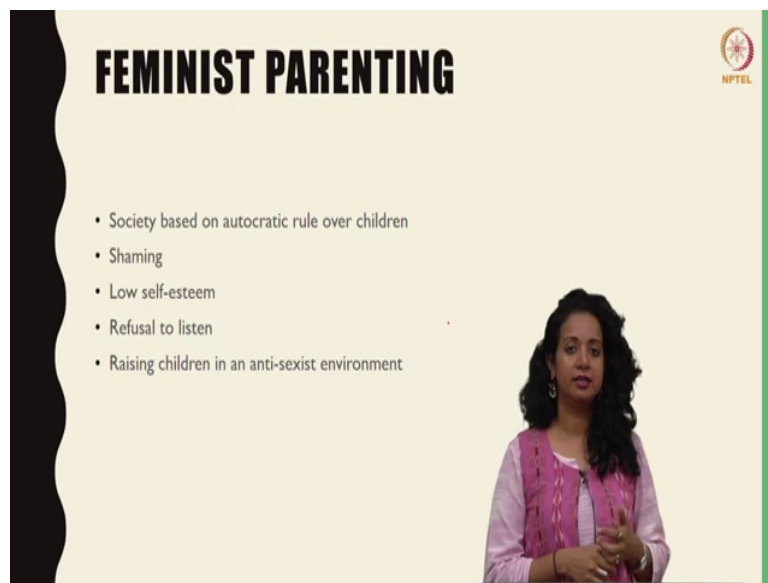 FEMINIST PARENTING
NPTEL
• Society based on autocratic rule over children
• Shaming
• Low self-esteem
• Refusal to listen
• Raising children in an anti-sexist environment